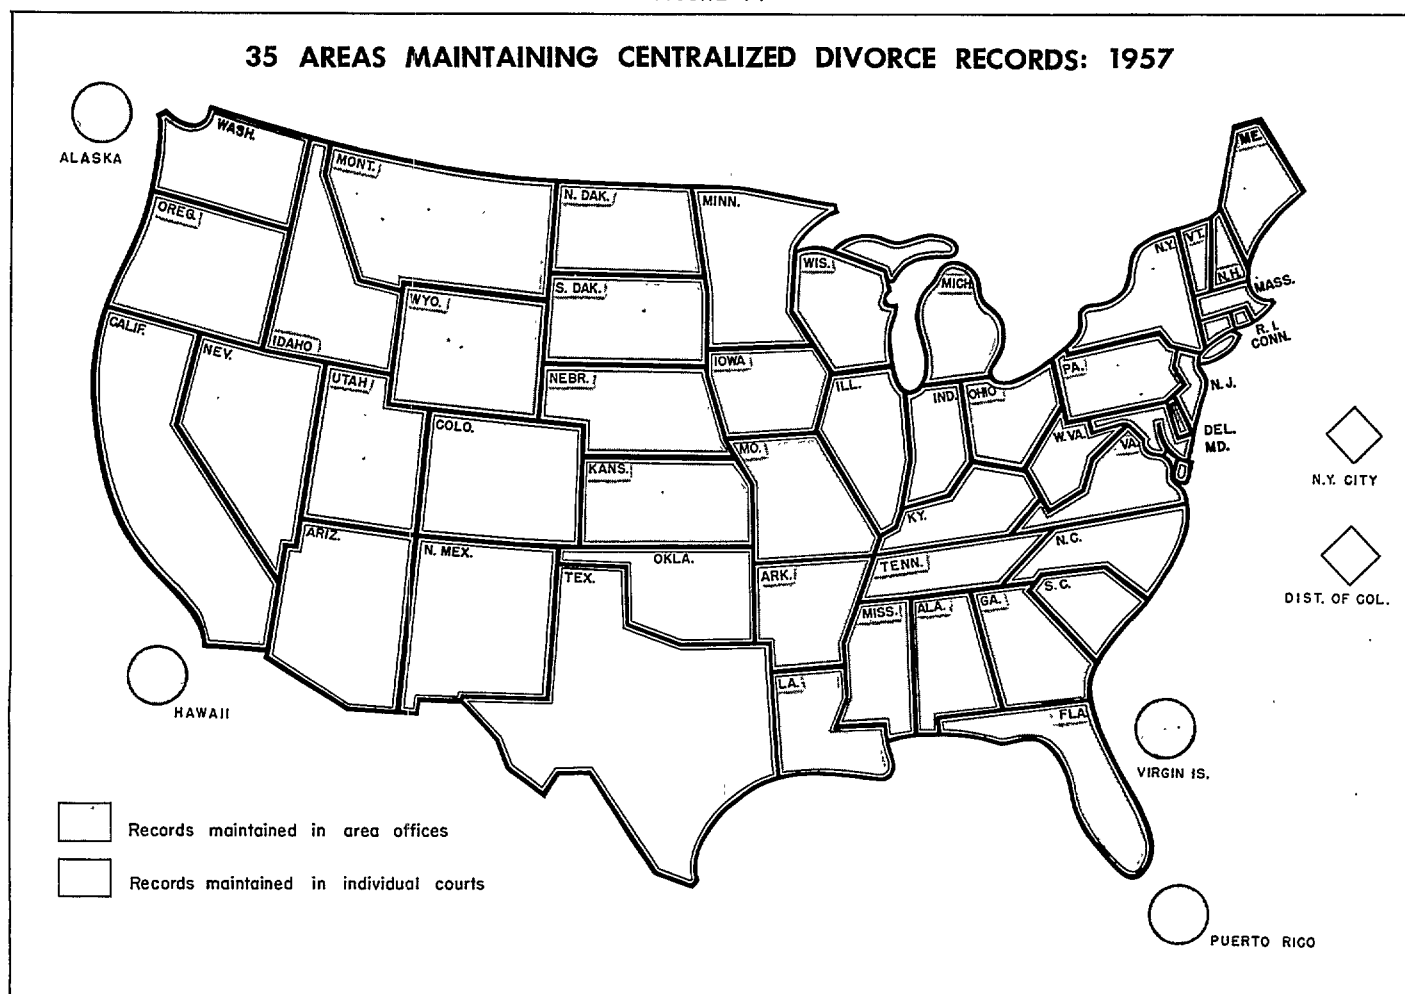 35 AREAS MAINTAINING CENTRALIZED DIVORCE RECORDS: 1957
ALASKA
WASH.
MONT.
N. DAK.
MINN.
ME.
OREG.
N.Y.
VT.
N.H.
MASS.
WIS.
MICH.
S. DAK.
WYO.
IDAHO
CALIF.
NEV.
R. I.
CONN.
UTAH
NEBR.
IOWA
ILL.
IND.
OHIO
PA.
N. J.
COLO.
W.VA.
VA.
DEL.
MD.
KANS.
MO.
N.Y. CITY
KY.
ARIZ.
N. MEX.
OKLA.
N.C.
TEX.
ARK.
TENN.
S.C.
MISS.
ALA.
GA.
DIST. OF COL.
LA.
HAWAII
FLA
VIRGIN IS.
Records maintained in area offices
Records maintained in individual courts
PUERTO RICO